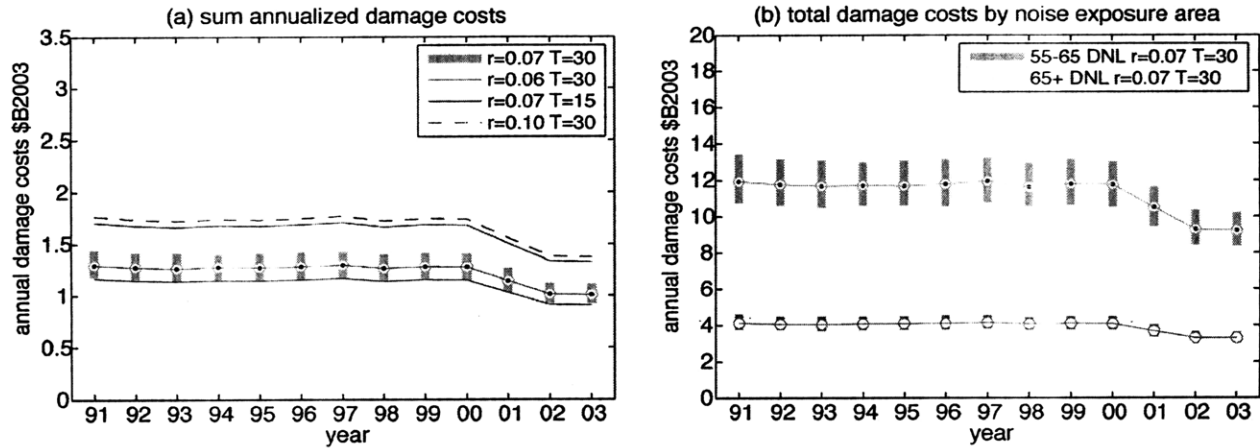 (a) sum annualized damage costs
annual damage costs $B2003
3.5
3
2.5
2
1.5
1
0.5
0
r=0.07 T=30
r=0.06 T=30
r=0.07 T=15
r=0.10 T=30
91 92 93 94 95 96 97 98 99 00 01 02 03
year
(b) total damage costs by noise exposure area
annual damage costs $B2003
20
18
16
14
12
10
8
6
4
2
0
55-65 DNL r=0.07 T=30
65+ DNL r=0.07 T=30
91 92 93 94 95 96 97 98 99 00 01 02 03
year